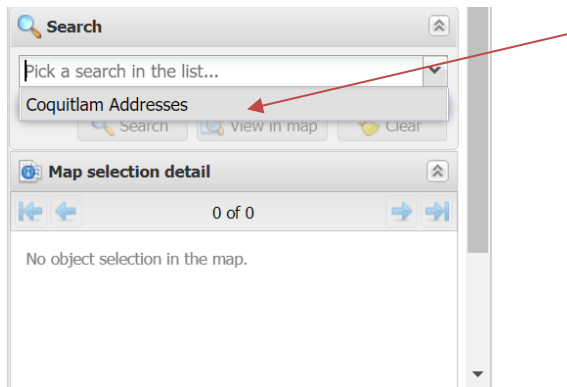 Search
Pick a search in the list...
Coquitlam Addresses
Search View in map Clear
Map selection detail
0 of 0
No object selection in the map.